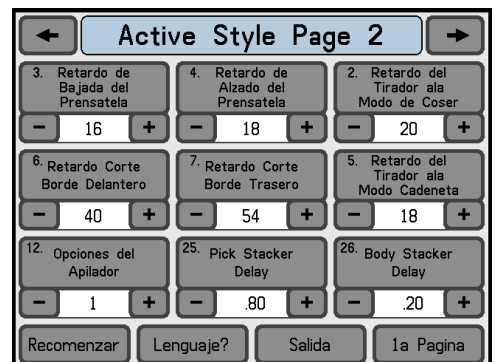 Active Style Page 2
3. Retardo de
Bajada del
Prensatela
− 16 +
4. Retardo de
Alzado del
Prensatela
− 18 +
2. Retardo del
Tirador ala
Modo de Coser
− 20 +
6. Retardo Corte
Borde Delantero
− 40 +
7. Retardo Corte
Borde Trasero
− 54 +
5. Retardo del
Tirador ala
Modo Cadeneta
− 18 +
12. Opciones del
Apilador
− 1 +
25. Pick Stacker
Delay
− .80 +
26. Body Stacker
Delay
− .20 +
Recomenzar
Lenguaje?
Salida
1a Pagina